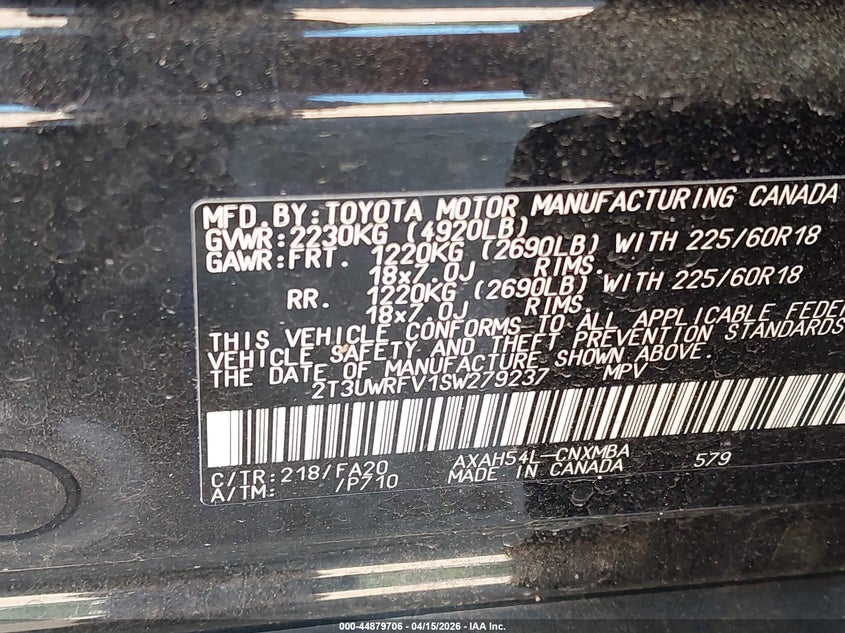 MFD.BY:TOYOTA MOTOR MANUFACTURING CANADA
GVWR:2230KG (4920LB)
GAWR:FRT. 1220KG (2690LB) WITH 225/60R18
18x7.0J RIMS.
RR. 1220KG (2690LB) WITH 225/60R18
18x7.0J RIMS.
THIS VEHICLE CONFORMS TO ALL APPLICABLE FEDER
VEHICLE SAFETY AND THEFT PREVENTION STANDARDS
THE DATE OF MANUFACTURE SHOWN ABOVE.
2T3UWRFV1SW279237 MPV
C/TR:218/FA20 AXAH54L-CNXMBA 579
A/TM: /P710 MADE IN CANADA
000-44879706 - 04/15/2026 - IAA Inc.